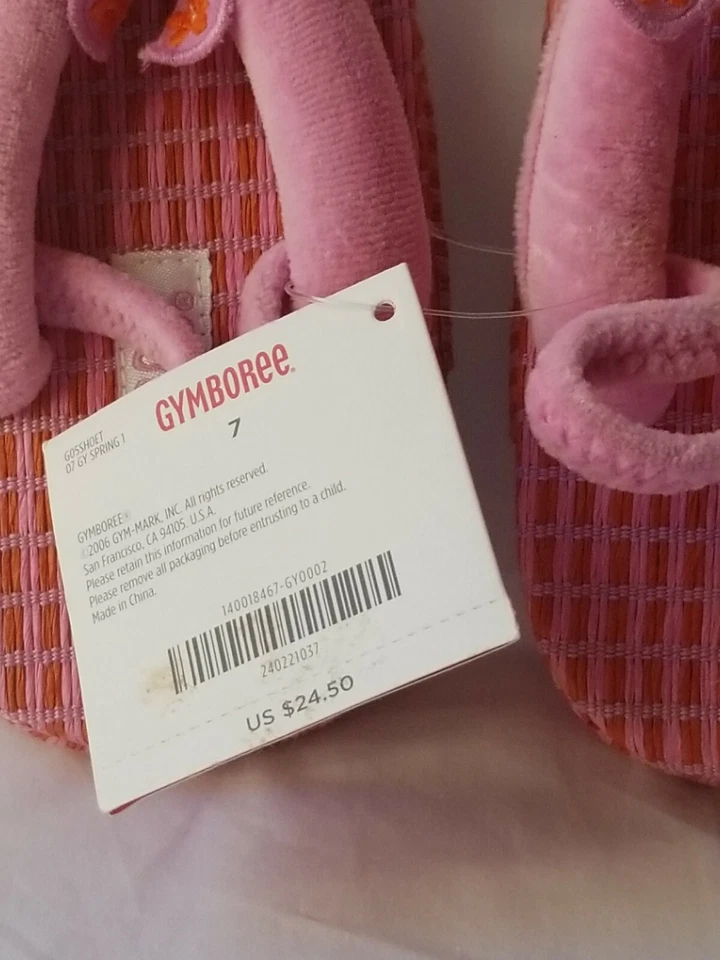 GYMBOREE.
7
G05SHOET
07 GY SPRING 1
GYMBOREE®
©2006 GYM-MARK, INC. All rights reserved.
San Francisco, CA 94105. U.S.A.
Please retain this information for future reference.
Please remove all packaging before entrusting to a child.
Made in China.
140018467-GY0002
240221037
US $24.50